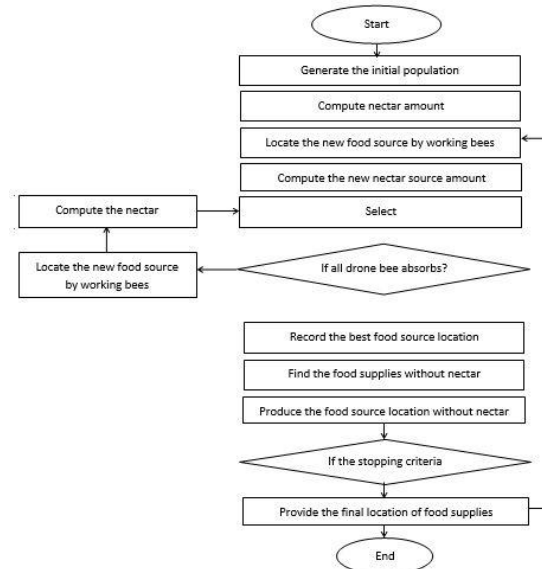 Start
Generate the initial population
Compute nectar amount
Locate the new food source by working bees
Compute the new nectar source amount
Compute the nectar
Select
Locate the new food source
by working bees
If all drone bee absorbs?
Record the best food source location
Find the food supplies without nectar
Produce the food source location without nectar
If the stopping criteria
Provide the final location of food supplies
End